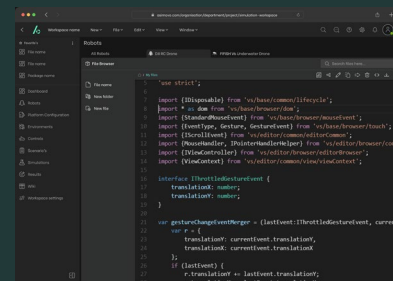 Workspace name
New
File
Edit
View
Window
Robots
All Robots
File Browser
Search
File name
New folder
New File
File name
File name
Package name
Dashboard
Robots
Platform Configuration
Environments
Controls
Scenarios
Simulations
Results
Wiki
Workspace settings
'use strict';
import {IDisposable} from 'vs/base/common/lifecycle';
import * as dom from 'vs/base/browser/dom';
import {StandardMouseEvent} from 'vs/base/browser/mouseEvent';
import {EventType, Gesture, GestureEvent} from 'vs/base/browser/touch';
import {IScrollEvent} from 'vs/editor/common/editorCommon';
import {MouseHandler, IPointerHandlerHelper} from 'vs/editor/browser/con
import {IViewController} from 'vs/editor/browser/editorBrowser';
import {ViewContext} from 'vs/editor/common/view/viewContext';
interface IThrottledGestureEvent {
translationX: number;
translationY: number;
}
var gestureChangeEventMerger = (lastEvent:IThrottledGestureEvent, curren
var r = {
translationY: currentEvent.translationY,
translationX: currentEvent.translationX
};
if (lastEvent) {
r.translationY += lastEvent.translationY;